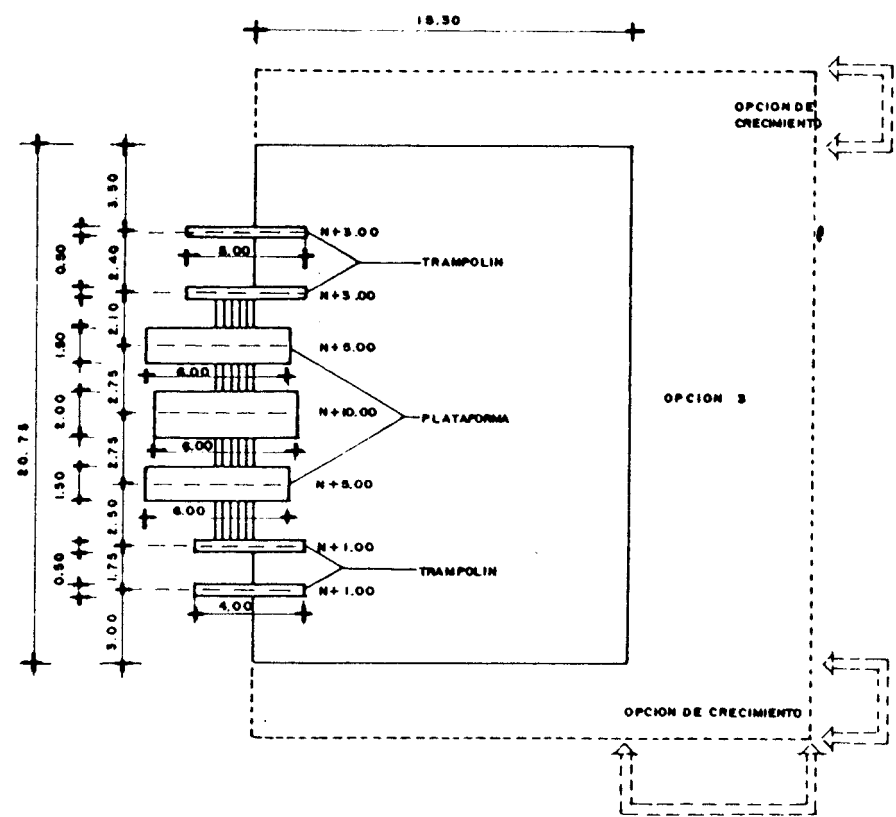 15.30
OPCION DE
CRECIMIENTO
3.50
0.50
2.40
N+3.00
5.00
TRAMPOLIN
N+3.00
2.10
1.50
N+5.00
6.00
2.75
2.00
N+10.00
OPCION 3
PLATAFORMA
6.00
20.75
2.75
1.50
N+5.00
6.00
2.50
N+1.00
0.50
1.75
TRAMPOLIN
N+1.00
4.00
3.00
OPCION DE CRECIMIENTO